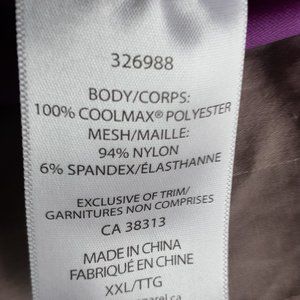 326988
BODY/CORPS:
100% COOLMAX® POLYESTER
MESH/MAILLE:
94% NYLON
6% SPANDEX/ÉLASTHANNE
EXCLUSIVE OF TRIM/
GARNITURES NON COMPRISES
CA 38313
MADE IN CHINA
FABRIQUÉ EN CHINE
XXL/TTG